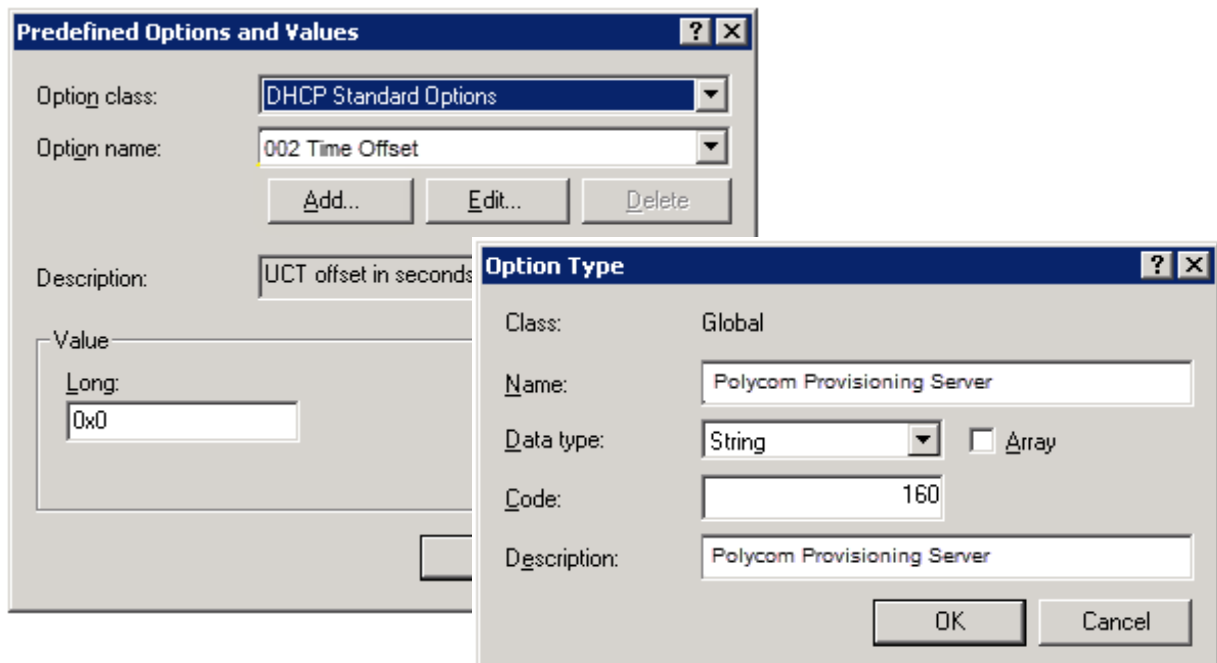 Predefined Options and Values
Option class: DHCP Standard Options
Option name: 002 Time Offset
Add... Edit... Delete
Description: UCT offset in seconds
Value
Long:
0x0
Option Type
Class: Global
Name: Polycom Provisioning Server
Data type: String Array
Code: 160
Description: Polycom Provisioning Server
OK Cancel